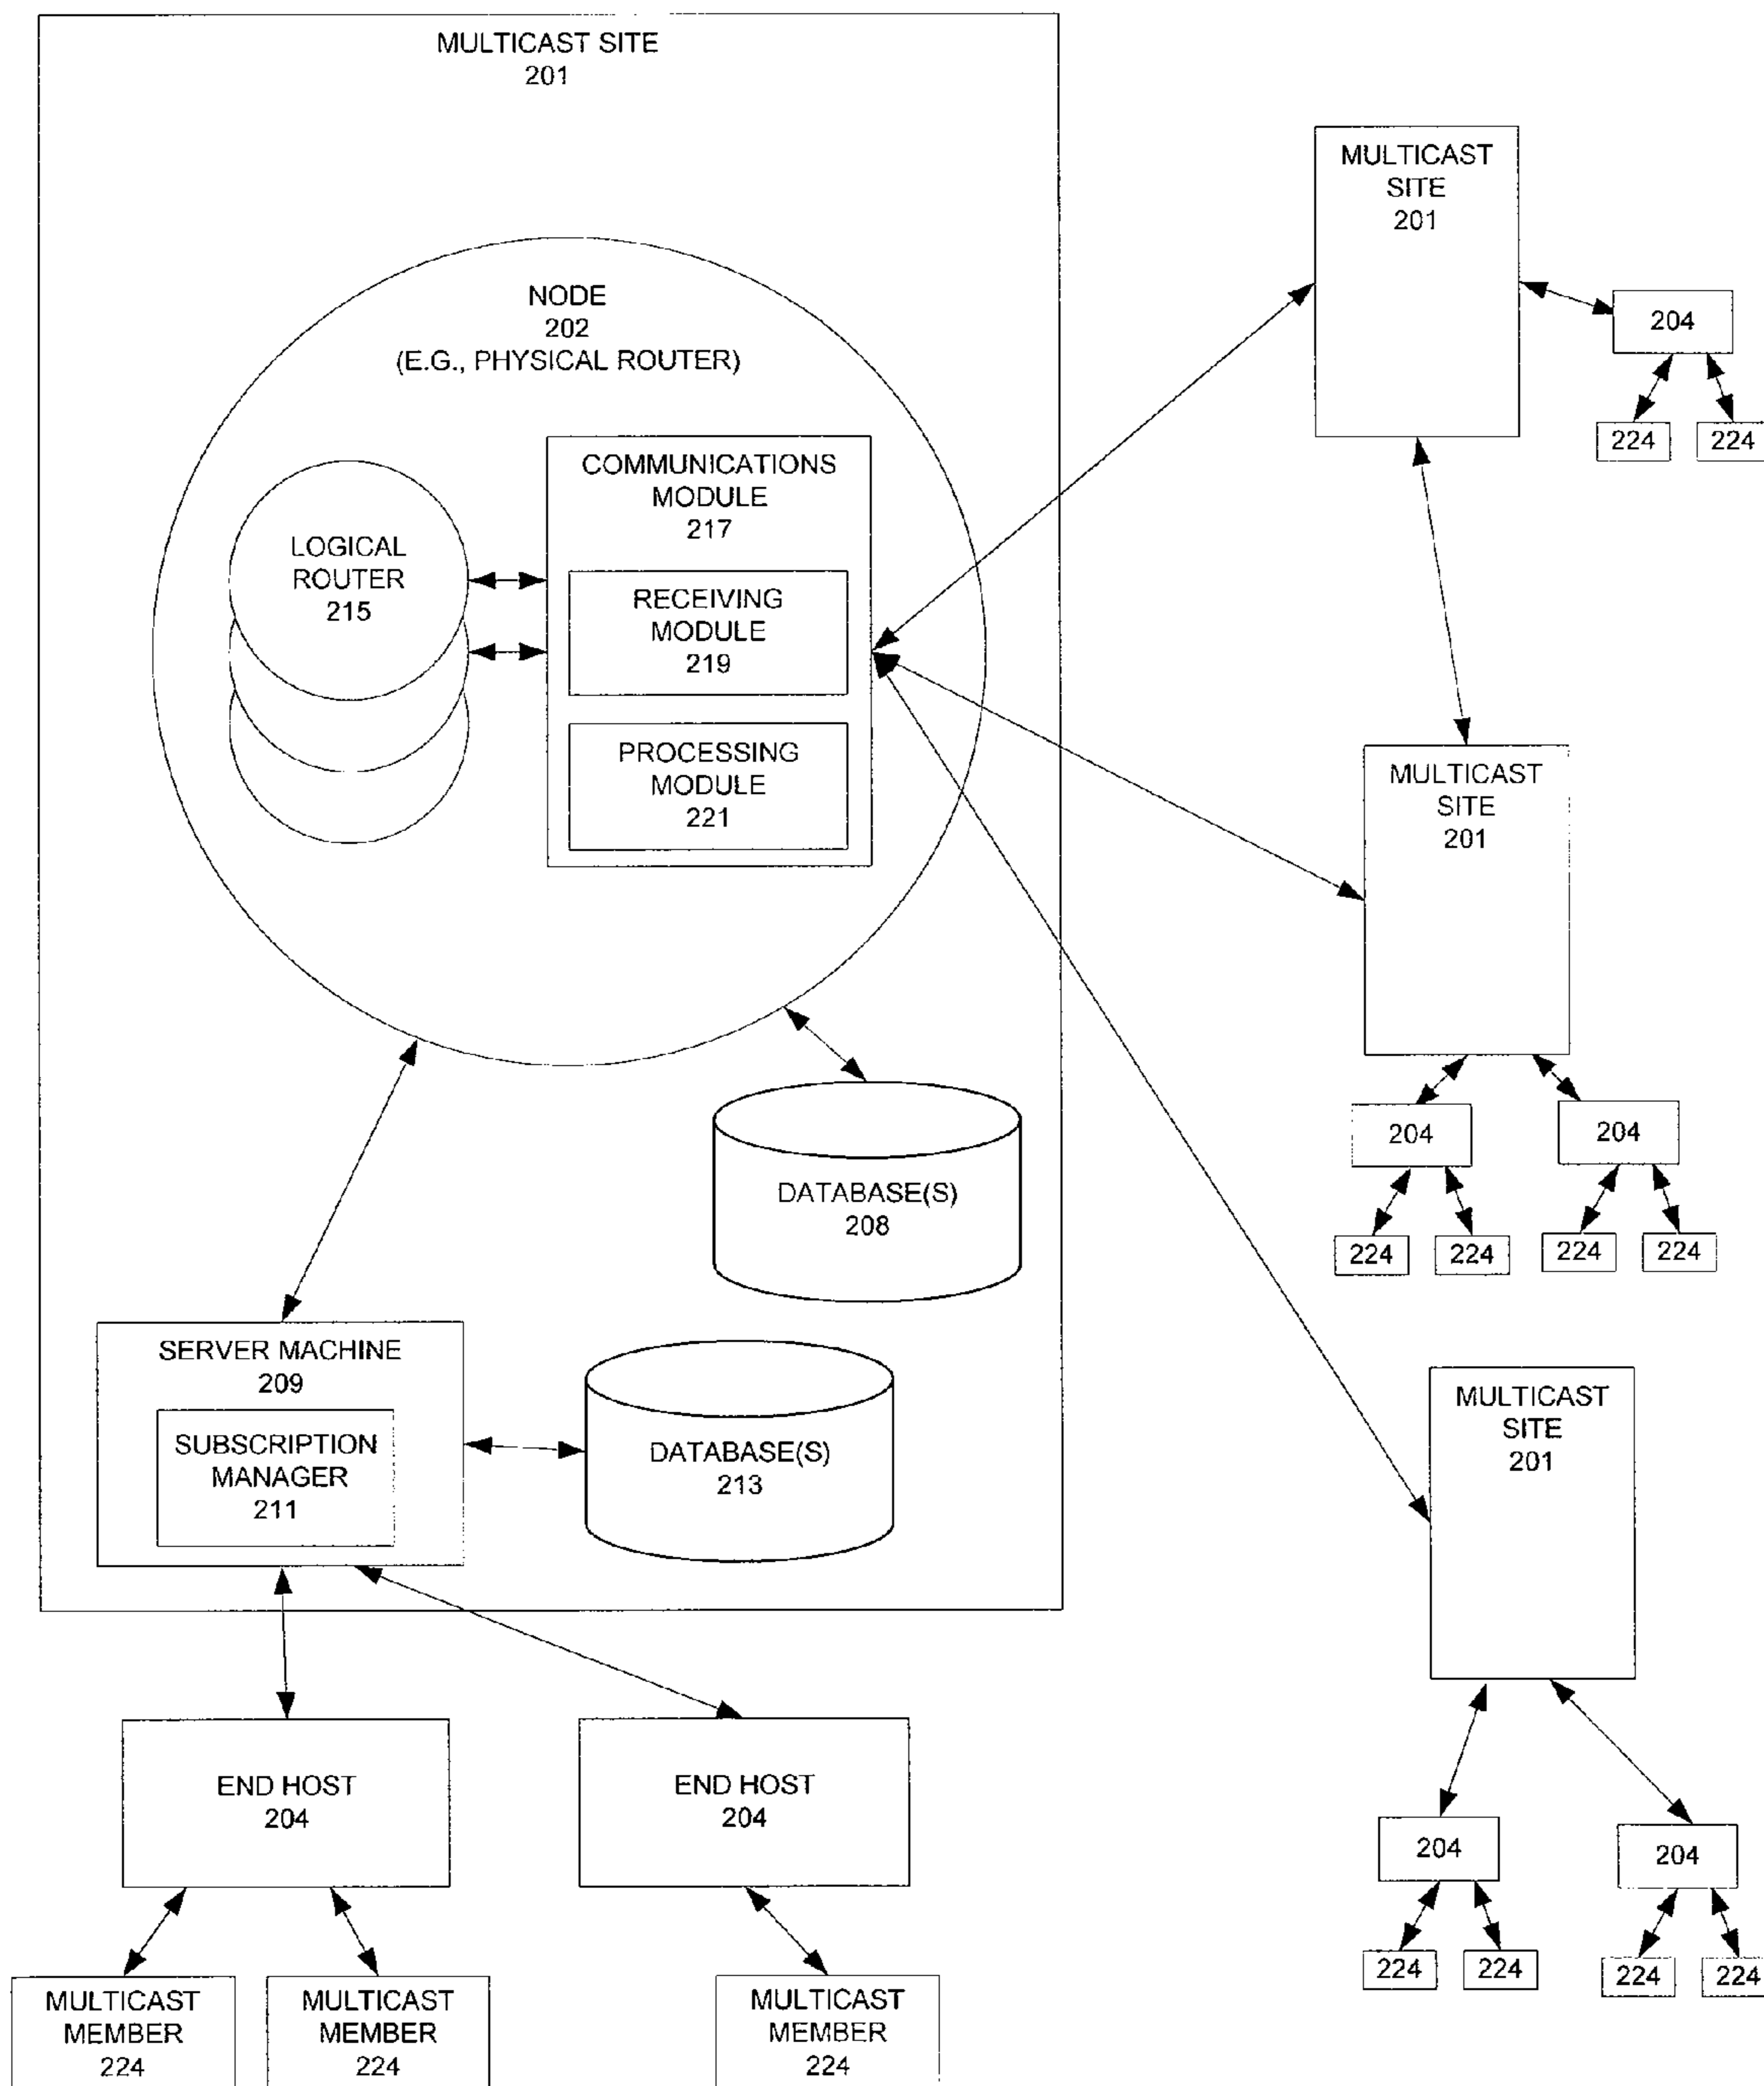 MULTICAST SITE
201
NODE
202
(E.G., PHYSICAL ROUTER)
LOGICAL
ROUTER
215
COMMUNICATIONS
MODULE
217
RECEIVING
MODULE
219
PROCESSING
MODULE
221
DATABASE(S)
208
SERVER MACHINE
209
SUBSCRIPTION
MANAGER
211
DATABASE(S)
213
END HOST
204
END HOST
204
MULTICAST
MEMBER
224
MULTICAST
MEMBER
224
MULTICAST
MEMBER
224
MULTICAST
SITE
201
204
224
224
MULTICAST
SITE
201
204
204
224
224
224
224
MULTICAST
SITE
201
204
204
224
224
224
224